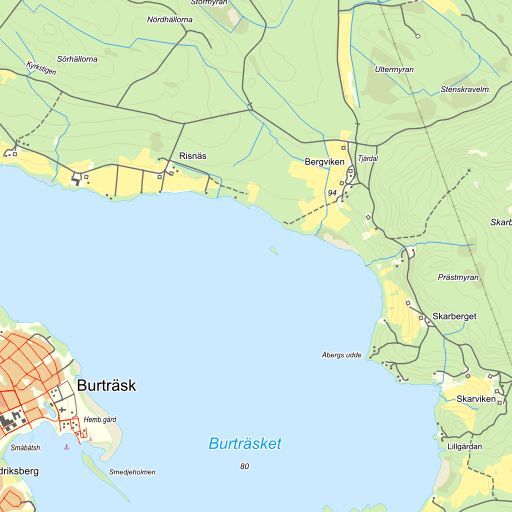 Stormyran
Nördhällorna
Sörhällorna
Kyrkstigen
Ultermyran
Stenskravelm.
Risnäs
Bergviken
Tjärdal
94
Skarb
Prästmyran
Skarberget
Åbergs udde
Burträsk
Skarviken
Hemb.gård
Burträsket
Småbåtsh.
Lillgärdan
80
driksberg
Smedjeholmen